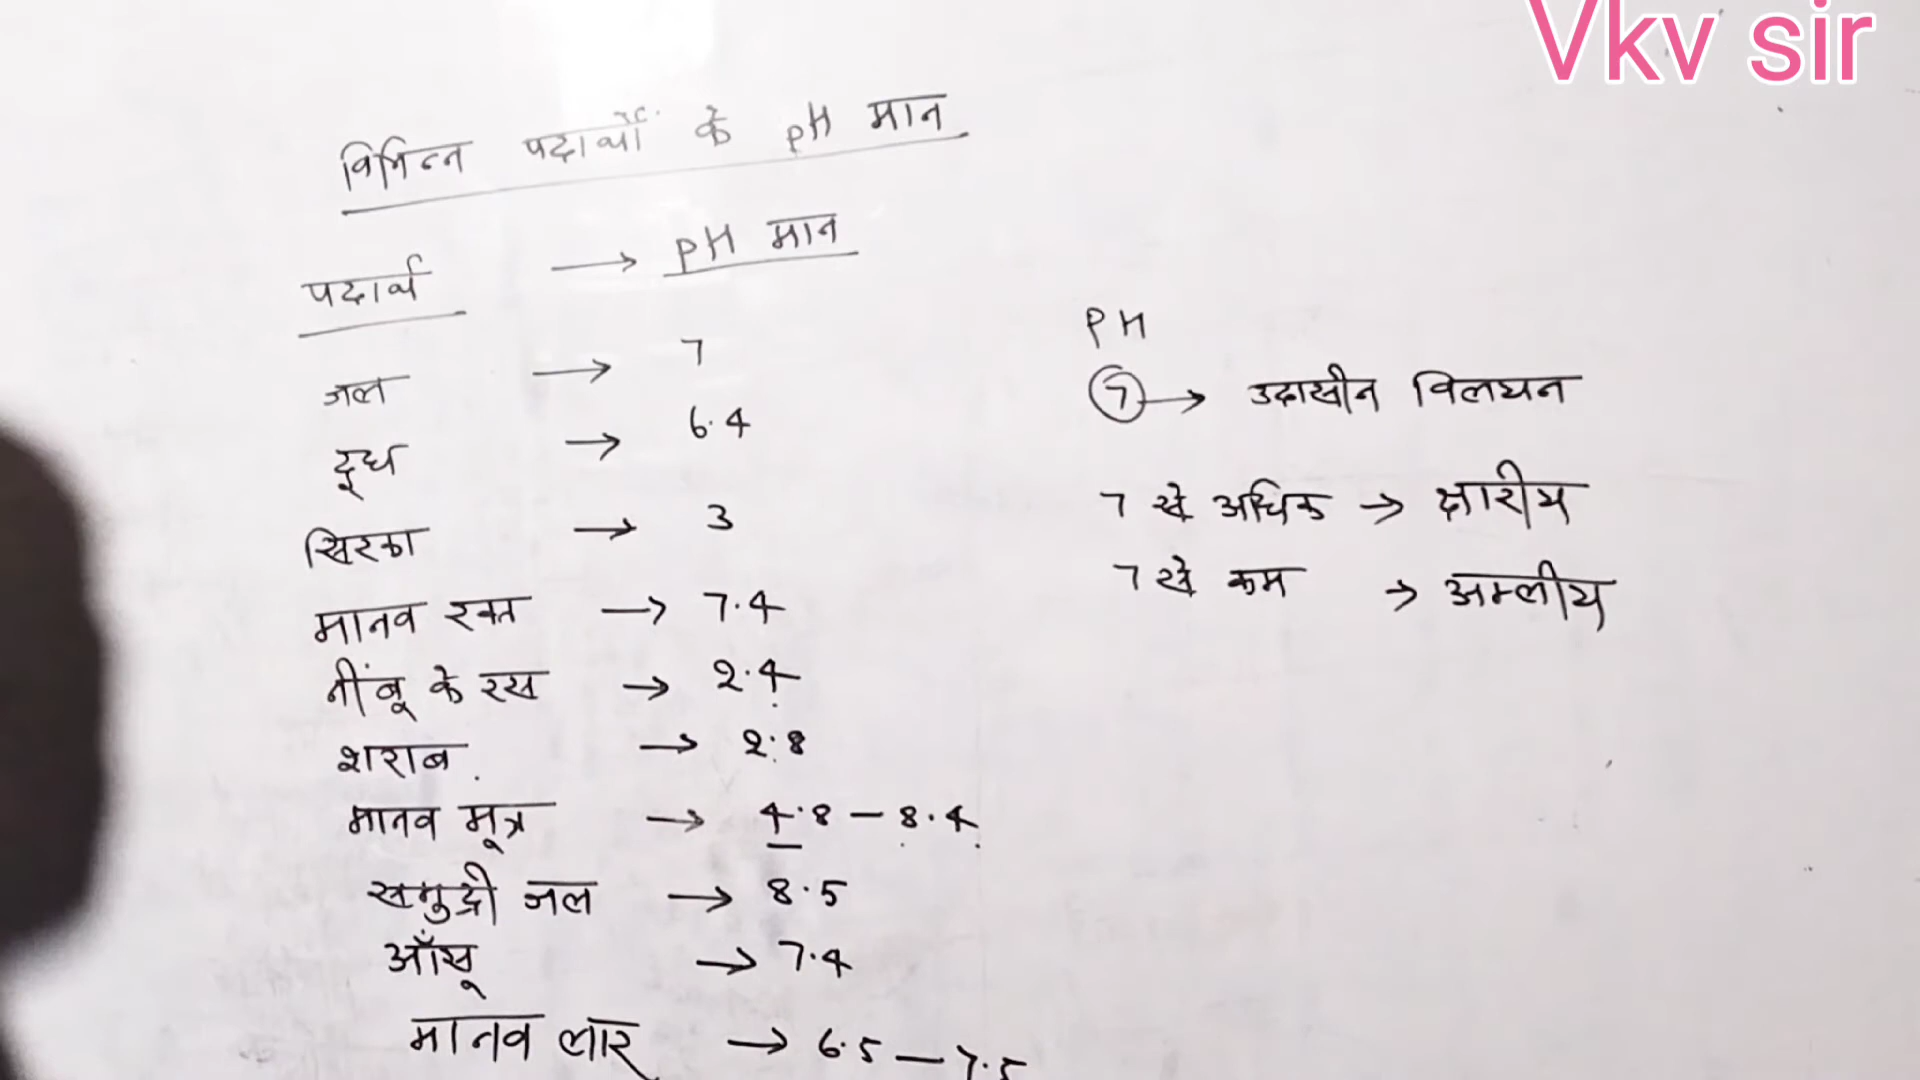 Vkv sir
विभिन्न पदार्थों के PH मान
पदार्थ → PH मान
जल → 7
दूध → 6.4
सिरका → 3
मानव रक्त → 7.4
नींबू के रस → 2.4
शराब → 2.8
मानव मूत्र → 4.8 – 8.4
समुद्री जल → 8.5
आँसू → 7.4
मानव लार → 6.5 – 7.5
PH
7 → उदासीन विलयन
7 से अधिक → क्षारीय
7 से कम → अम्लीय